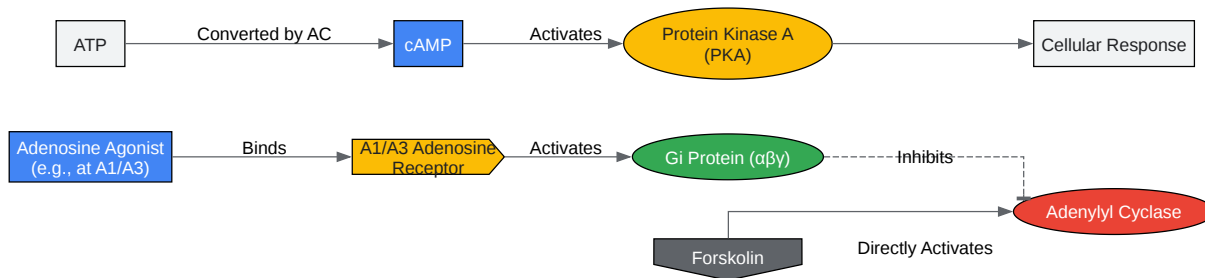 ATP
Converted by AC
cAMP
Activates
Protein Kinase A
(PKA)
Cellular Response
Adenosine Agonist
(e.g., at A1/A3)
Binds
A1/A3 Adenosine
Receptor
Activates
Gi Protein (αβγ)
Inhibits
Adenylyl Cyclase
Forskolin
Directly Activates